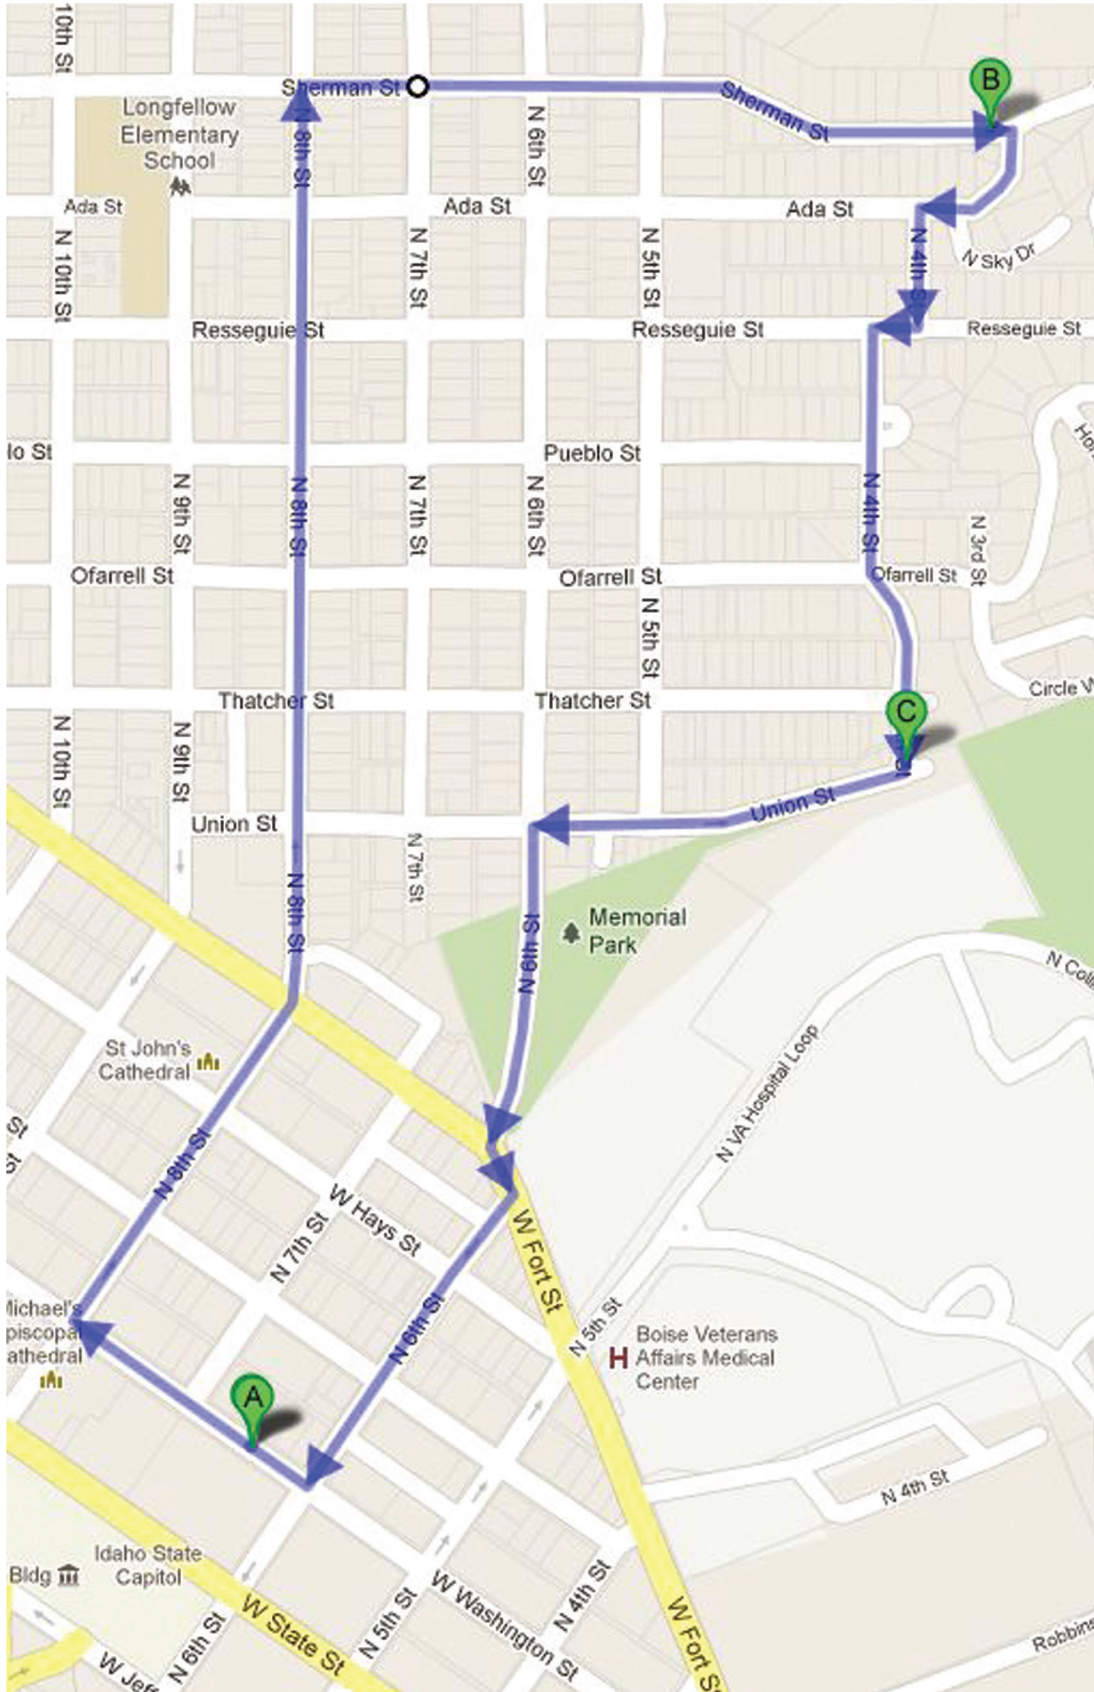 10th St
Sherman St
B
Longfellow
Elementary
School
N 8th St
N 6th St
Sherman St
Ada St
Ada St
Ada St
N 10th St
N 7th St
N 5th St
N 4th St
N Sky Dr
Resseguie St
Resseguie St
Resseguie St
lo St
Pueblo St
N 9th St
N 8th St
N 7th St
N 6th St
N 4th St
N 3rd St
Ofarrell St
Ofarrell St
Ofarrell St
N 5th St
Thatcher St
Thatcher St
Circle W
C
N 10th St
N 9th St
Union St
Union St
N 7th St
N 8th St
N 6th St
Memorial
Park
N VA Hospital Loop
St John's
Cathedral
St
St
N 8th St
W Hays St
N 7th St
W Fort St
N 5th St
N 6th St
Michael's
piscopal
athedral
H
Boise Veterans
Affairs Medical
Center
A
N 4th St
Idaho State
Capitol
Bldg
W State St
W Washington St
N 4th St
N 5th St
N 6th St
W Fort S
W Jef
Robbins